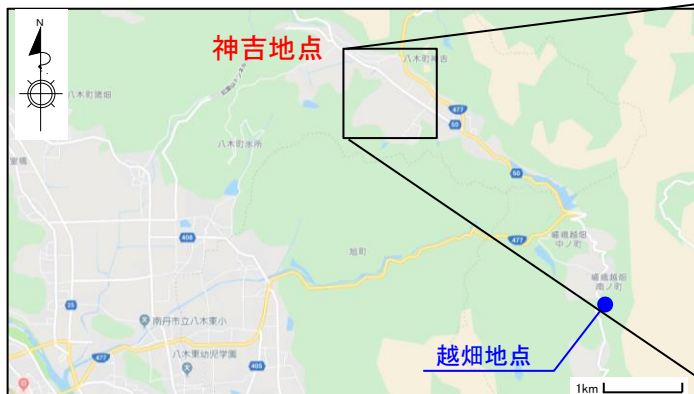 N
神吉地点
八木町神吉
477
50
八木町諸畑
八木町氷所
室橋
50
408
旭町
477
嵯峨越畑
中ノ町
嵯峨越畑
南ノ町
25
南丹市立八木東小
越畑地点
477
八木東幼児学園
405
1km